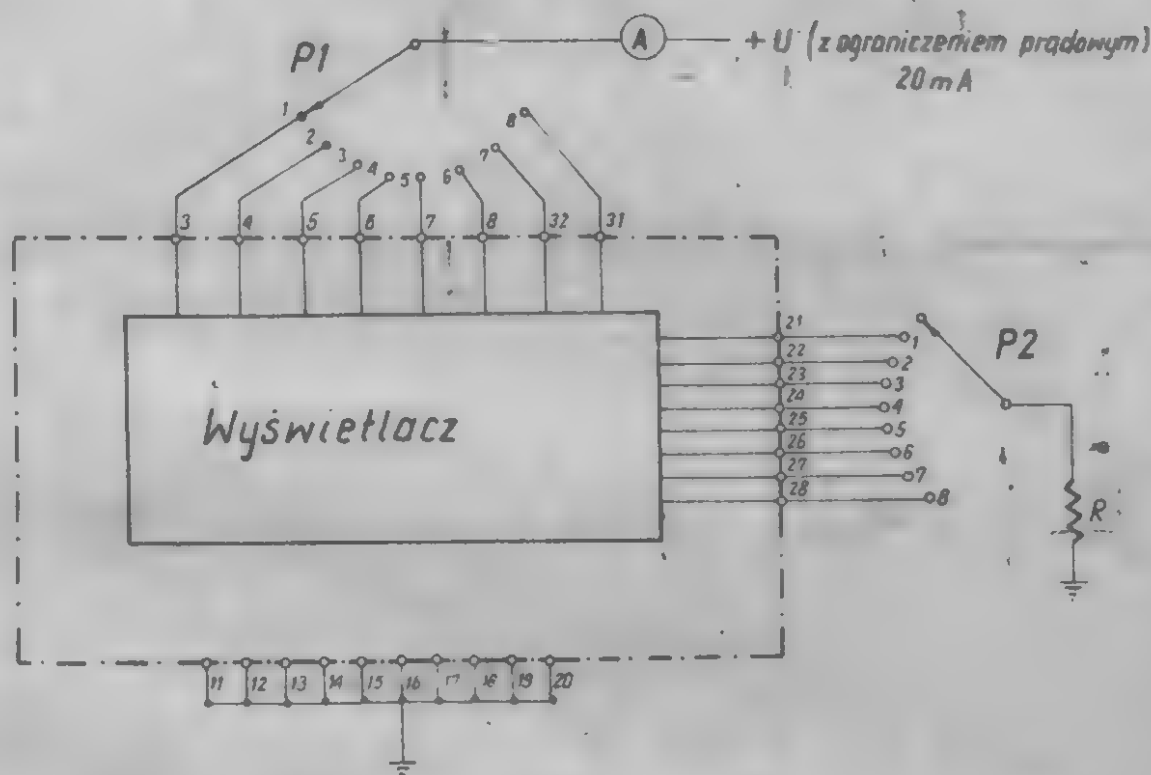 P1
A
+ U (z ograniczeniem prądowym)
20 mA
1 2 3 4 5 6 7 8
3 4 5 6 7 8 32 31
Wyświetlacz
21 1
22 2
23 3
24 4
25 5
26 6
27 7
28 8
P2
R
11 12 13 14 15 16 17 18 19 20